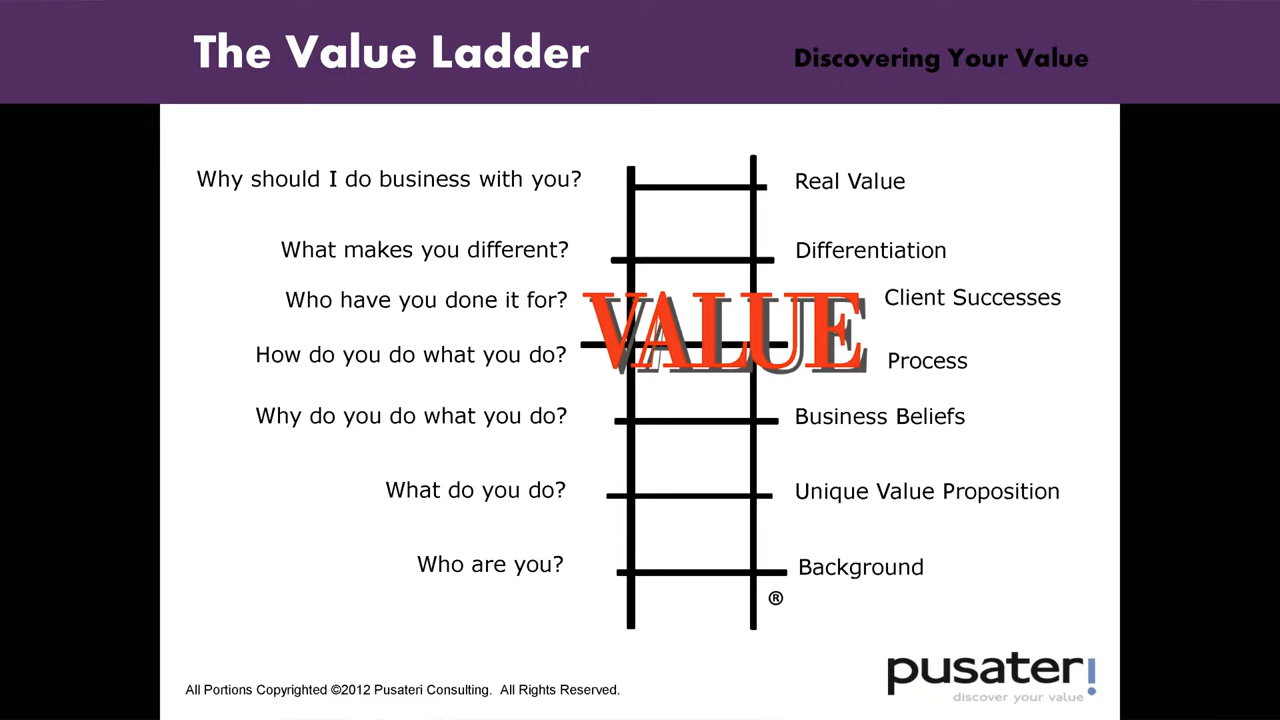 The Value Ladder
Discovering Your Value
Why should I do business with you?
Real Value
What makes you different?
Differentiation
Who have you done it for?
Client Successes
VALUE
How do you do what you do?
Process
Why do you do what you do?
Business Beliefs
What do you do?
Unique Value Proposition
Who are you?
Background
®
pusateri
discover your value
All Portions Copyrighted ©2012 Pusateri Consulting. All Rights Reserved.